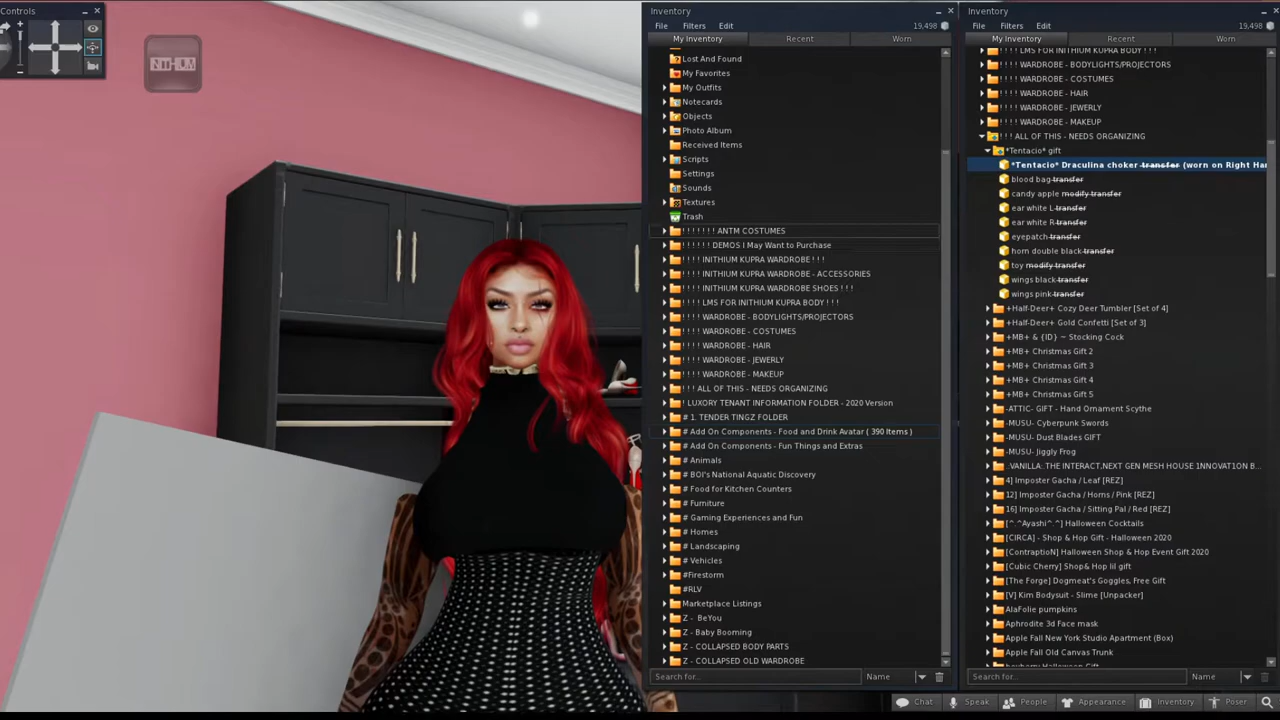 Controls
INITHIUM
Inventory
File Filters Edit 19,498
My Inventory Recent Worn
Lost And Found
My Favorites
My Outfits
Notecards
Objects
Photo Album
Received Items
Scripts
Settings
Sounds
Textures
Trash
! ! ! ! ! ! ! ANTM COSTUMES
! ! ! ! ! ! DEMOS I May Want to Purchase
! ! ! ! INITHIUM KUPRA WARDROBE ! ! !
! ! ! ! INITHIUM KUPRA WARDROBE - ACCESSORIES
! ! ! ! INITHIUM KUPRA WARDROBE SHOES ! ! !
! ! ! ! LMS FOR INITHIUM KUPRA BODY ! ! !
! ! ! ! WARDROBE - BODYLIGHTS/PROJECTORS
! ! ! ! WARDROBE - COSTUMES
! ! ! ! WARDROBE - HAIR
! ! ! ! WARDROBE - JEWERLY
! ! ! ! WARDROBE - MAKEUP
! ! ! ALL OF THIS - NEEDS ORGANIZING
! LUXORY TENANT INFORMATION FOLDER - 2020 Version
# 1. TENDER TINGZ FOLDER
# Add On Components - Food and Drink Avatar ( 390 Items )
# Add On Components - Fun Things and Extras
# Animals
# BOI's National Aquatic Discovery
# Food for Kitchen Counters
# Furniture
# Gaming Experiences and Fun
# Homes
# Landscaping
# Vehicles
#Firestorm
#RLV
Marketplace Listings
Z - BeYou
Z - Baby Booming
Z - COLLAPSED BODY PARTS
Z - COLLAPSED OLD WARDROBE
Search for... Name
Inventory
File Filters Edit 19,498
My Inventory Recent Worn
! ! ! ! LMS FOR INITHIUM KUPRA BODY ! ! !
! ! ! ! WARDROBE - BODYLIGHTS/PROJECTORS
! ! ! ! WARDROBE - COSTUMES
! ! ! ! WARDROBE - HAIR
! ! ! ! WARDROBE - JEWERLY
! ! ! ! WARDROBE - MAKEUP
! ! ! ALL OF THIS - NEEDS ORGANIZING
*Tentacio* gift
*Tentacio* Draculina choker transfer (worn on Right Har
blood bag transfer
candy apple modify transfer
ear white L transfer
ear white R transfer
eyepatch transfer
horn double black transfer
toy modify transfer
wings black transfer
wings pink transfer
+Half-Deer+ Cozy Deer Tumbler [Set of 4]
+Half-Deer+ Gold Confetti [Set of 3]
+MB+ & {ID} ~ Stocking Cock
+MB+ Christmas Gift 2
+MB+ Christmas Gift 3
+MB+ Christmas Gift 4
+MB+ Christmas Gift 5
-ATTIC- GIFT - Hand Ornament Scythe
-MUSU- Cyberpunk Swords
-MUSU- Dust Blades GIFT
-MUSU- Jiggly Frog
.VANILLA: THE INTERACT.NEXT GEN MESH HOUSE 1NNOVAT1ON B...
4] Imposter Gacha / Leaf [REZ]
12] Imposter Gacha / Horns / Pink [REZ]
16] Imposter Gacha / Sitting Pal / Red [REZ]
[^.^Ayashi^.^] Halloween Cocktails
[CIRCA] - Shop & Hop Gift - Halloween 2020
[ContraptioN] Halloween Shop & Hop Event Gift 2020
[Cubic Cherry] Shop& Hop lil gift
[The Forge] Dogmeat's Goggles, Free Gift
[V] Kim Bodysuit - Slime [Unpacker]
AlaFolie pumpkins
Aphrodite 3d Face mask
Apple Fall New York Studio Apartment (Box)
Apple Fall Old Canvas Trunk
Search for... Name
Chat Speak People Appearance Inventory Poser